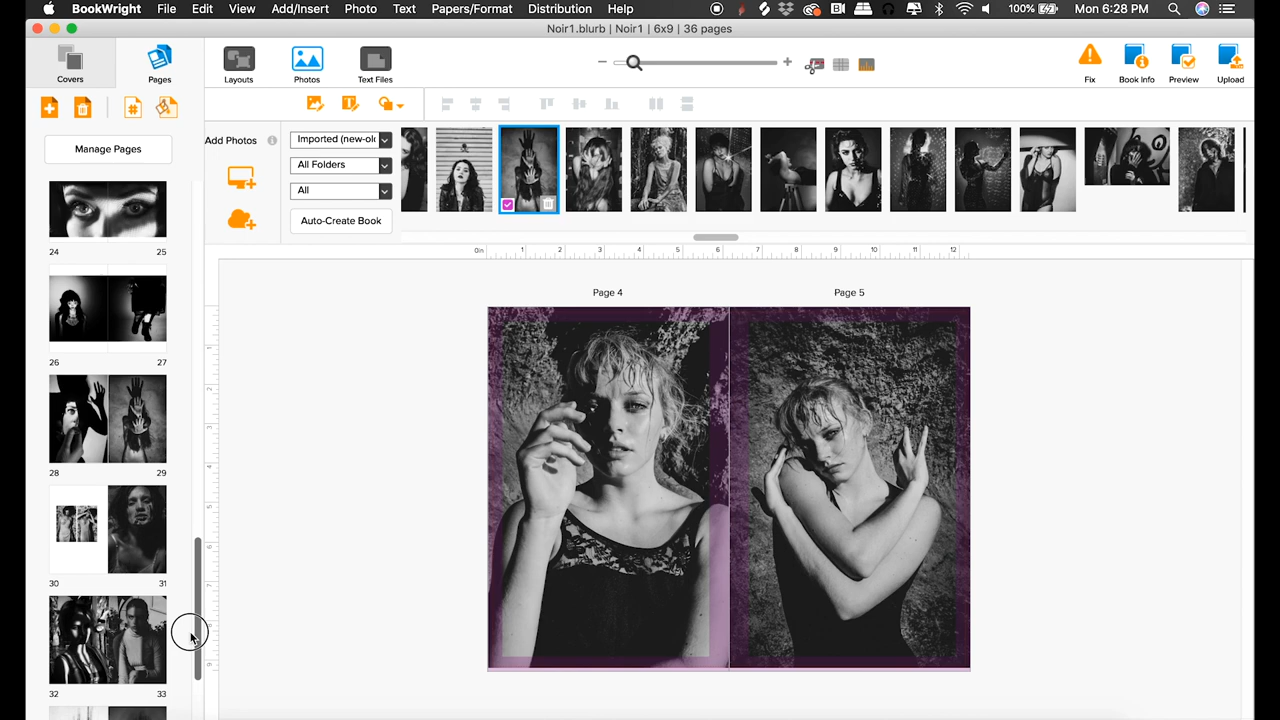 BookWright File Edit View Add/Insert Photo Text Papers/Format Distribution Help 100% Mon 6:28 PM
Noir1.blurb | Noir1 | 6x9 | 36 pages
Covers Pages Layouts Photos Text Files Fix Book Info Preview Upload
Manage Pages
Add Photos
Imported (new-old
All Folders
All
Auto-Create Book
0in 1 2 3 4 5 6 7 8 9 10 11 12
Page 4 Page 5
24 25
26 27
28 29
30 31
32 33